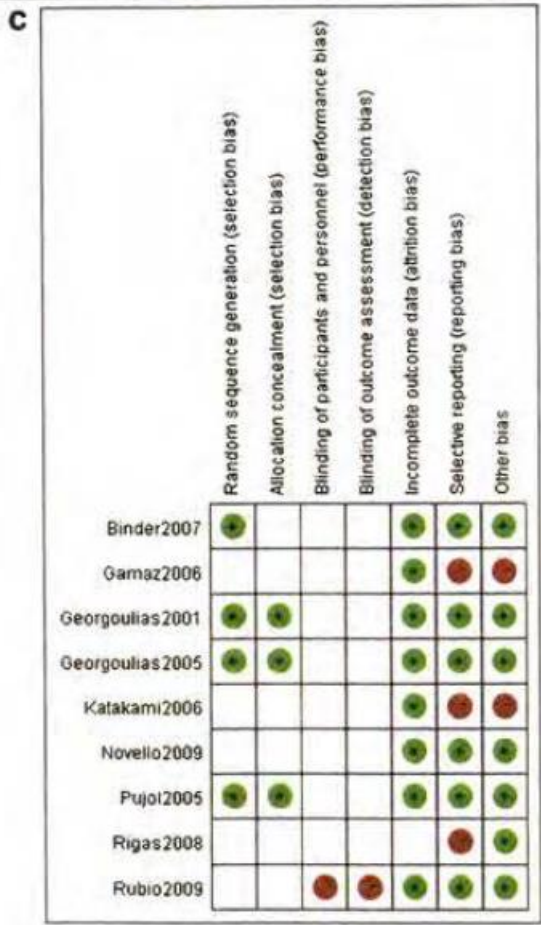 C
Random sequence generation (selection bias)
Allocation concealment (selection bias)
Blinding of participants and personnel (performance bias)
Blinding of outcome assessment (detection bias)
Incomplete outcome data (attrition bias)
Selective reporting (reporting bias)
Other bias
Binder2007
Gamaz2006
Georgoulias2001
Georgoulias2005
Katakami2006
Novello2009
Pujol2005
Rigas2008
Rubio2009